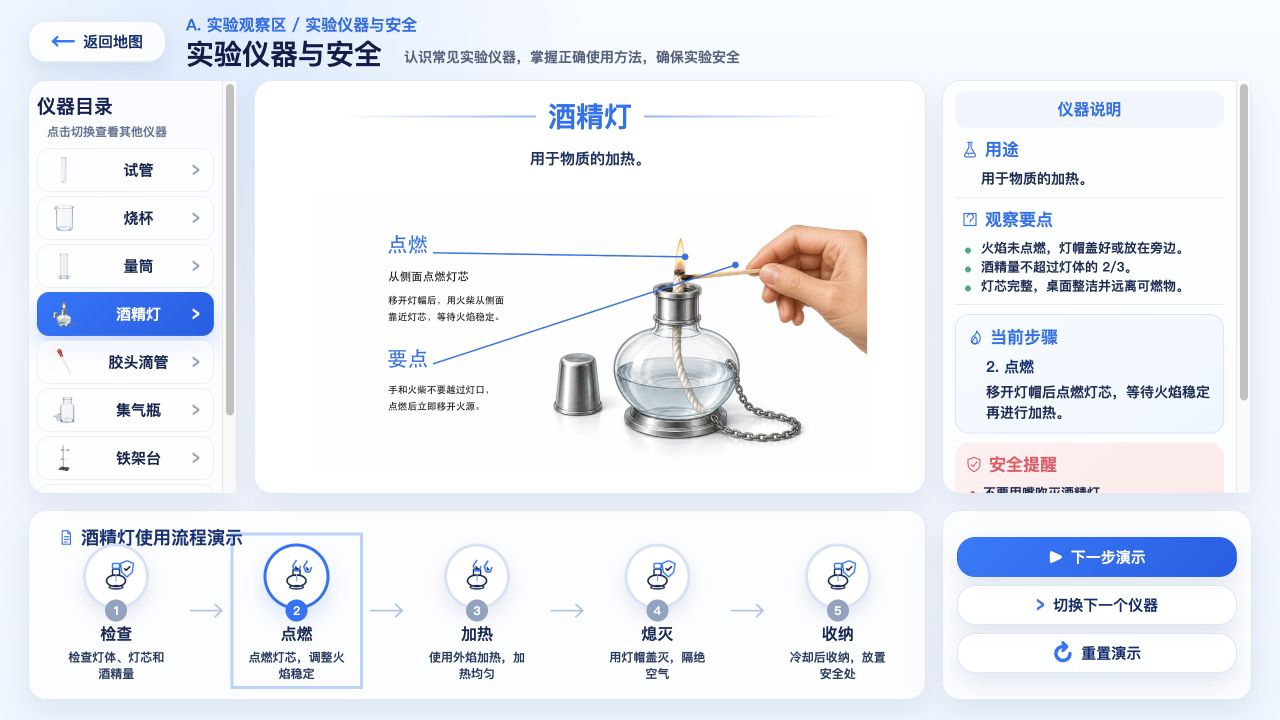 返回地图
A. 实验观察区 / 实验仪器与安全
实验仪器与安全
认识常见实验仪器，掌握正确使用方法，确保实验安全
仪器目录
点击切换查看其他仪器
试管
烧杯
量筒
酒精灯
胶头滴管
集气瓶
铁架台
酒精灯
用于物质的加热。
点燃
从侧面点燃灯芯
移开灯帽后，用火柴从侧面
靠近灯芯，等待火焰稳定。
要点
手和火柴不要越过灯口，
点燃后立即移开火源。
仪器说明
用途
用于物质的加热。
观察要点
火焰未点燃，灯帽盖好或放在旁边。
酒精量不超过灯体的 2/3。
灯芯完整，桌面整洁并远离可燃物。
当前步骤
2. 点燃
移开灯帽后点燃灯芯，等待火焰稳定
再进行加热。
安全提醒
不要用嘴吹灭酒精灯
酒精灯使用流程演示
1
检查
检查灯体、灯芯和
酒精量
2
点燃
点燃灯芯，调整火
焰稳定
3
加热
使用外焰加热，加
热均匀
4
熄灭
用灯帽盖灭，隔绝
空气
5
收纳
冷却后收纳，放置
安全处
下一步演示
切换下一个仪器
重置演示